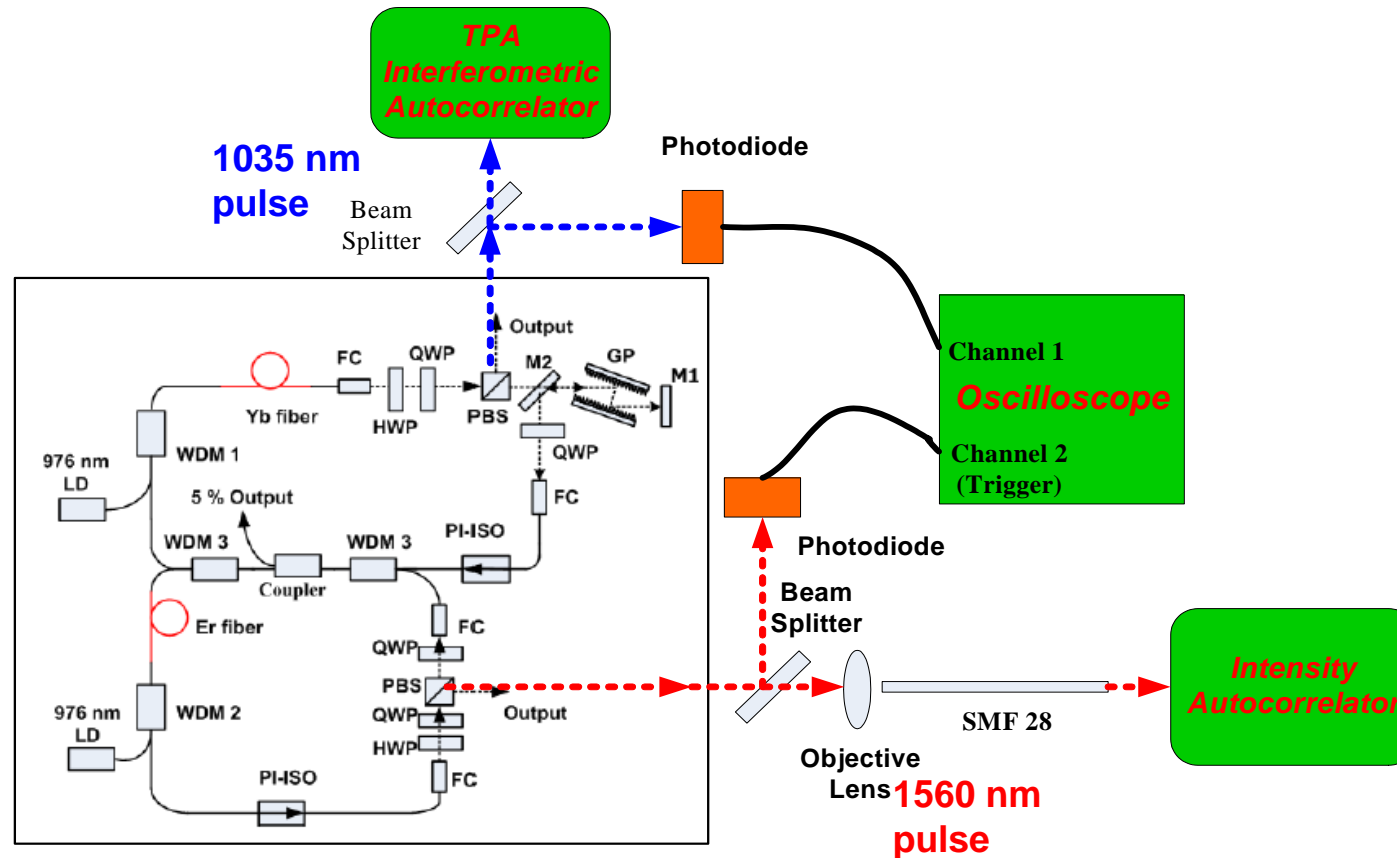 TPA
Interferometric
Autocorrelator
1035 nm
pulse
Photodiode
Beam
Splitter
Output
FC
QWP
M2
GP
M1
Yb fiber
HWP
PBS
QWP
WDM 1
976 nm
LD
5 % Output
FC
PI-ISO
WDM 3
WDM 3
Coupler
Er fiber
FC
QWP
PBS
Output
WDM 2
QWP
976 nm
LD
HWP
PI-ISO
FC
Channel 1
Oscilloscope
Channel 2
(Trigger)
Photodiode
Beam
Splitter
Intensity
Autocorrelator
SMF 28
Objective
Lens
1560 nm
pulse